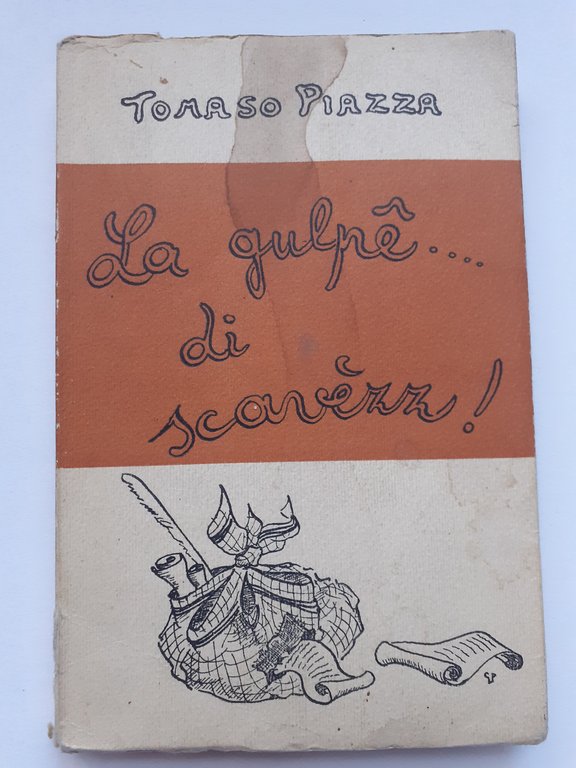 TOMASO PIAZZA
La gulpê....
di
scavèzz!